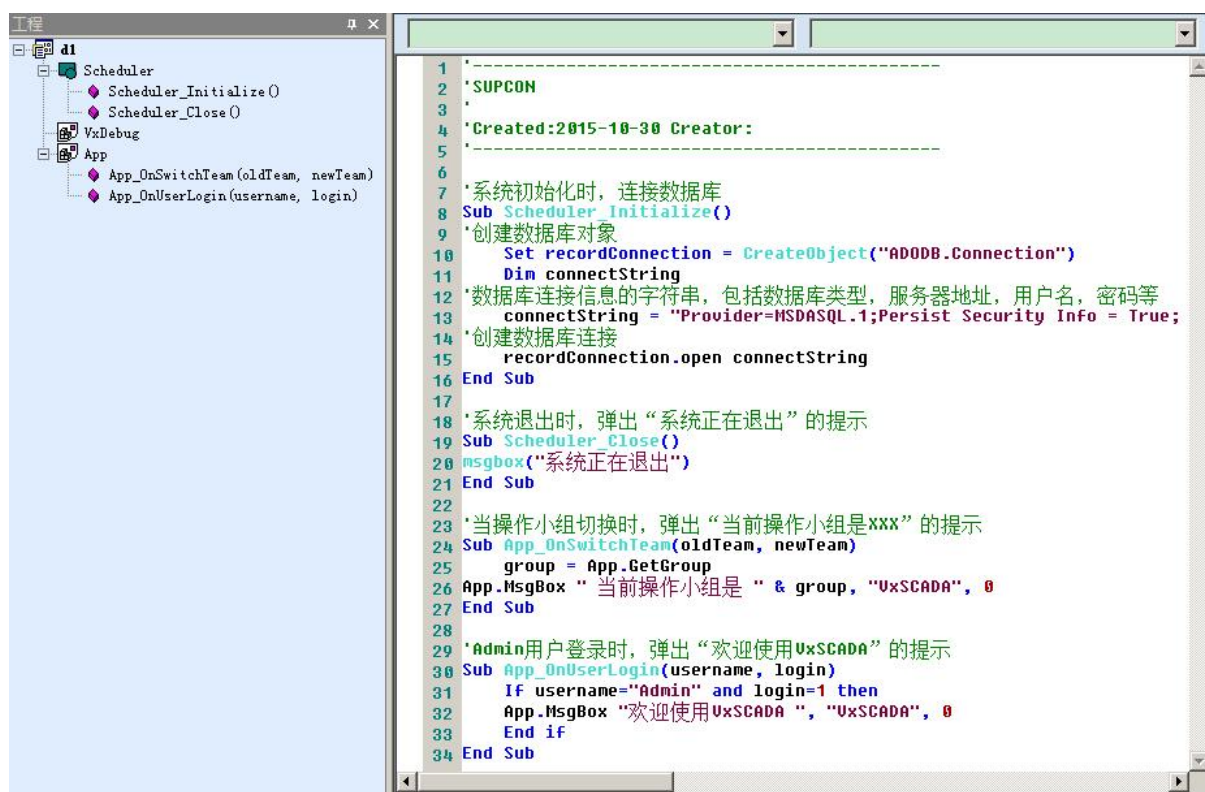 工程
d1
Scheduler
Scheduler_Initialize()
Scheduler_Close()
VxDebug
App
App_OnSwitchTeam(oldTeam, newTeam)
App_OnUserLogin(username, login)
1 '-----------------------------------------------
2 'SUPCON
3 '
4 'Created:2015-10-30 Creator:
5 '-----------------------------------------------
6
7 '系统初始化时，连接数据库
8 Sub Scheduler_Initialize()
9 '创建数据库对象
10 Set recordConnection = CreateObject("ADODB.Connection")
11 Dim connectString
12 '数据库连接信息的字符串，包括数据库类型，服务器地址，用户名，密码等
13 connectString = "Provider=MSDASQL.1;Persist Security Info = True;
14 '创建数据库连接
15 recordConnection.open connectString
16 End Sub
17
18 '系统退出时，弹出“系统正在退出”的提示
19 Sub Scheduler_Close()
20 msgbox("系统正在退出")
21 End Sub
22
23 '当操作小组切换时，弹出“当前操作小组是XXX”的提示
24 Sub App_OnSwitchTeam(oldTeam, newTeam)
25 group = App.GetGroup
26 App.MsgBox " 当前操作小组是 " & group, "VxSCADA", 0
27 End Sub
28
29 'Admin用户登录时，弹出“欢迎使用VxSCADA”的提示
30 Sub App_OnUserLogin(username, login)
31 If username="Admin" and login=1 then
32 App.MsgBox "欢迎使用VxSCADA ", "VxSCADA", 0
33 End if
34 End Sub